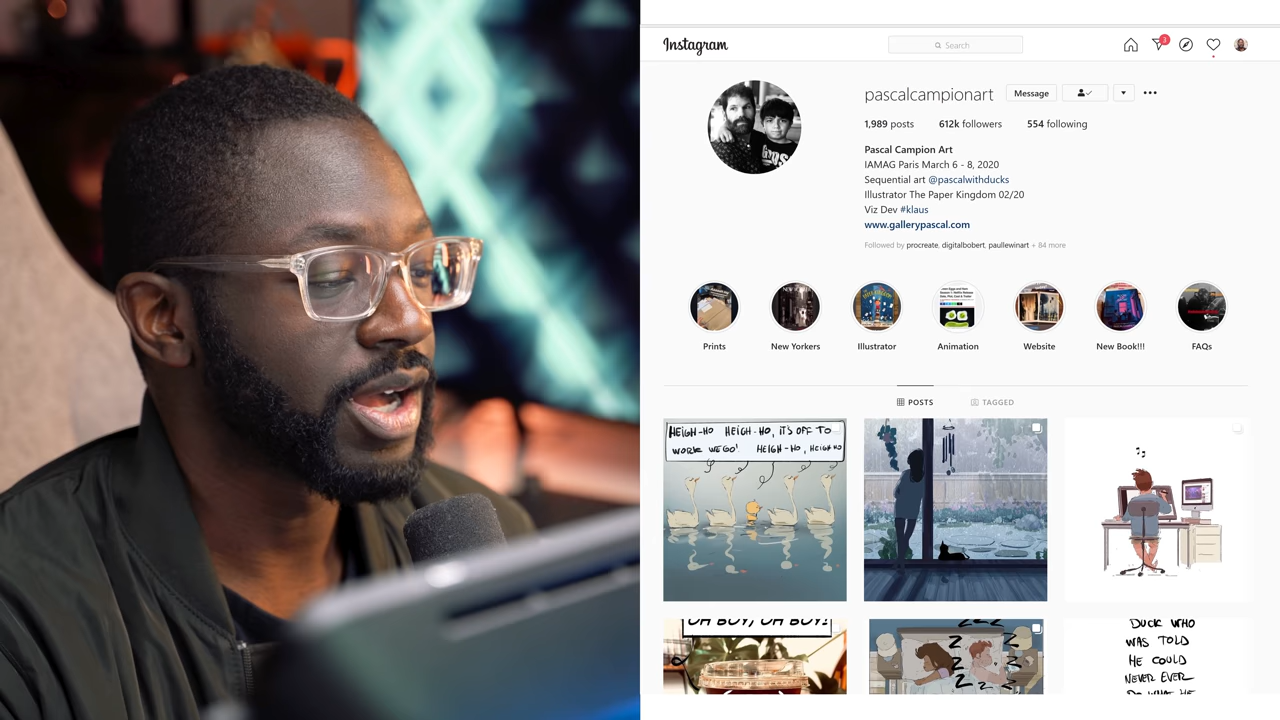 Instagram
Search
3
pascalcampionart
Message
1,989 posts 612k followers 554 following
Pascal Campion Art
IAMAG Paris March 6 - 8, 2020
Sequential art @pascalwithducks
Illustrator The Paper Kingdom 02/20
Viz Dev #klaus
www.gallerypascal.com
Followed by procreate, digitalbobert, paullewinart + 84 more
Prints
New Yorkers
Illustrator
Animation
Website
New Book!!!
FAQs
POSTS
TAGGED
HEIGH-HO HEIGH-HO, IT'S OFF TO
WORK WE GO! HEIGH-HO, HEIGH HO
OH BOY, OH BOY!
Z Z Z
Z
Z
Z
Z
DUCK WHO
WAS TOLD
HE COULD
NEVER EVER
DO WHAT HE